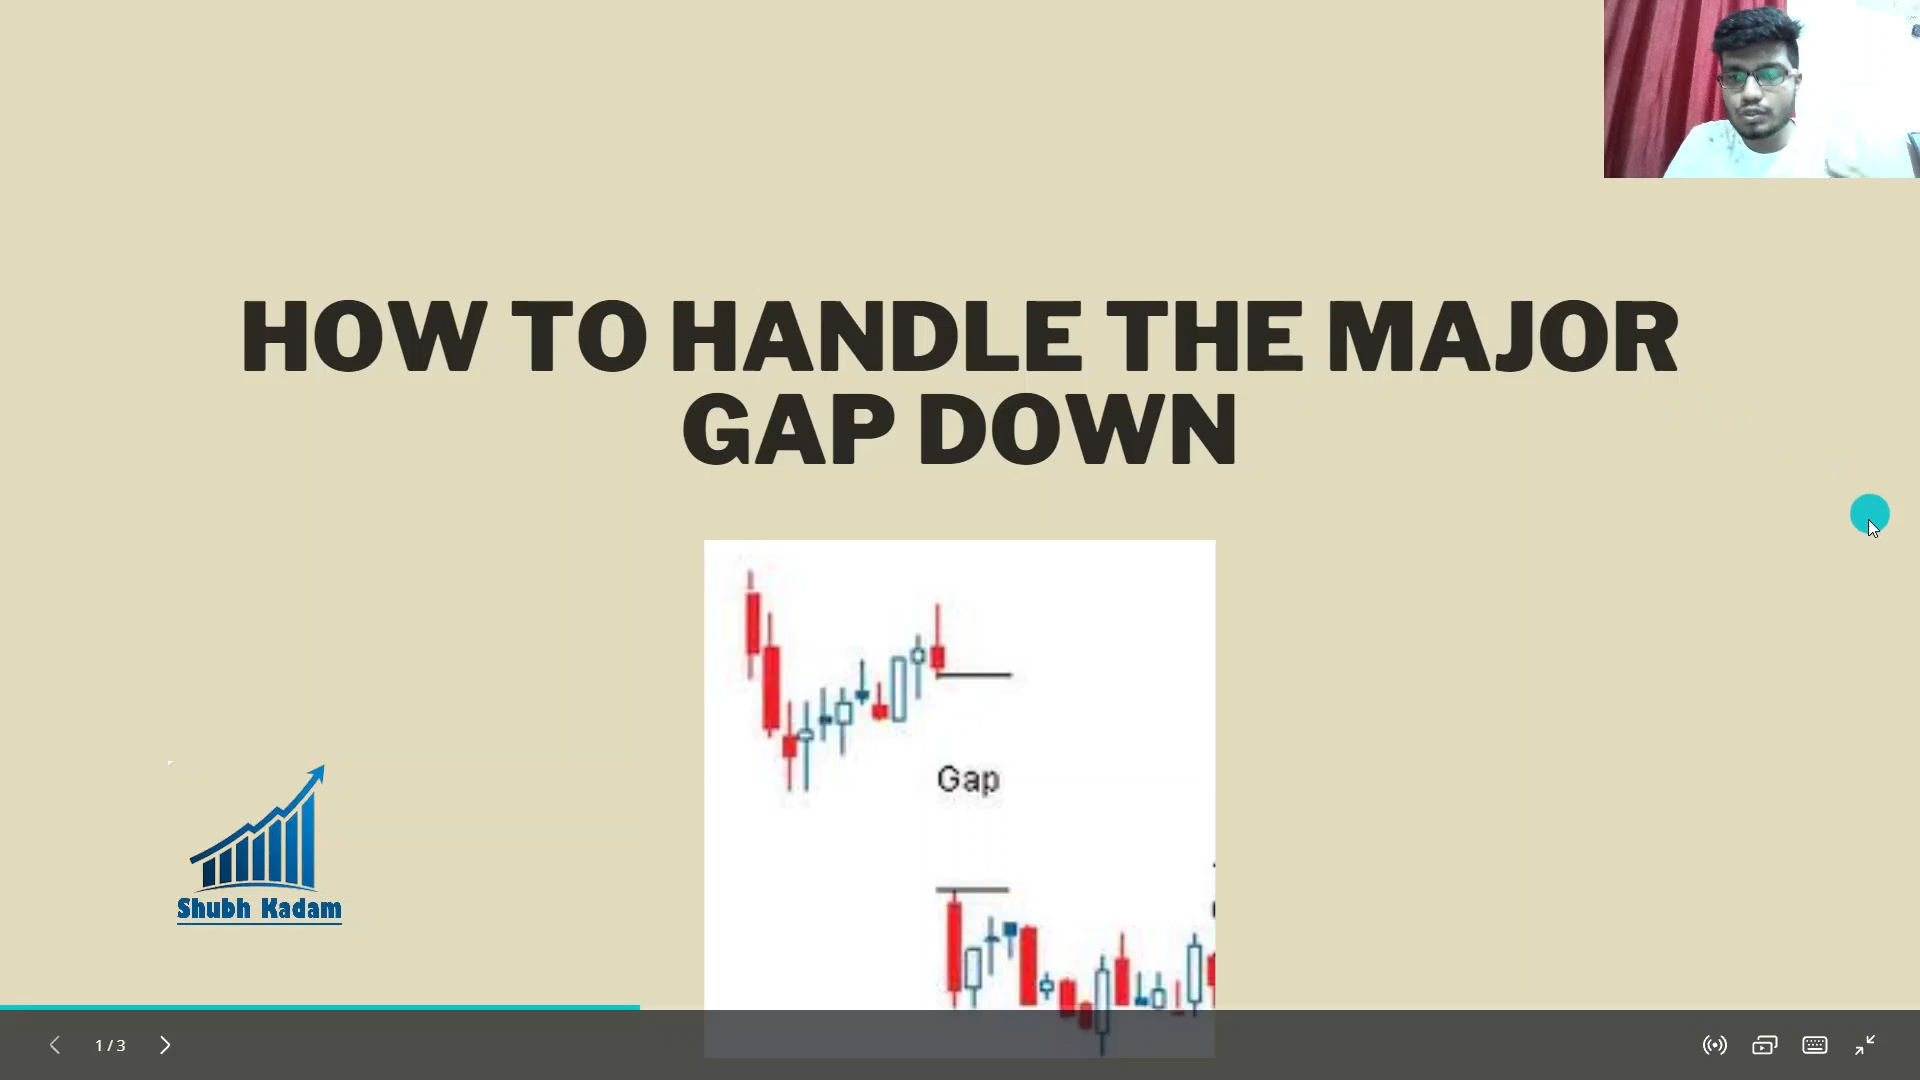 HOW TO HANDLE THE MAJOR
GAP DOWN
Gap
Shubh Kadam
1 / 3